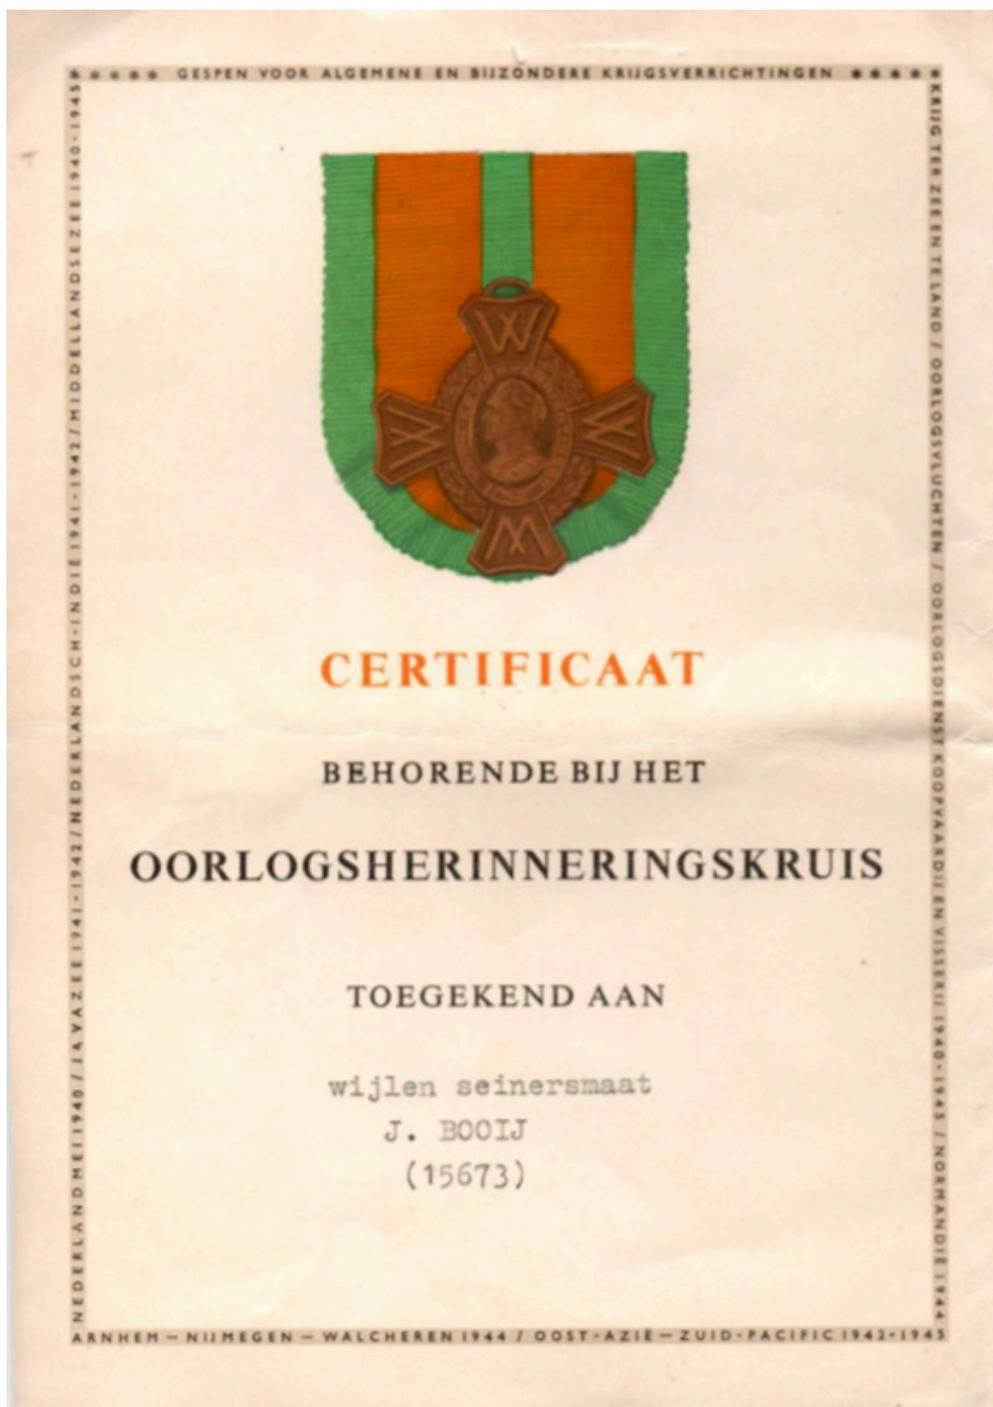 GESPEN VOOR ALGEMENE EN BIJZONDERE KRIJGSVERRICHTINGEN
KRIJG TER ZEE EN TE LAND / OORLOGSVLUCHTEN / OORLOGSDIENST KOOPVAARDIJ EN VISSERIJ 1940-1945 / NORMANDIË 1944
NEDERLAND MEI 1940 / JAVAZEE 1941-1942 / NEDERLANDSCH-INDIË 1941-1942 / MIDDELLANDSE ZEE 1940-1945
W
W
W
W
CERTIFICAAT
BEHORENDE BIJ HET
OORLOGSHERINNERINGSKRUIS
TOEGEKEND AAN
wijlen seinersmaat
J. BOOIJ
(15673)
ARNHEM — NIJMEGEN — WALCHEREN 1944 / OOST-AZIË — ZUID-PACIFIC 1942-1945